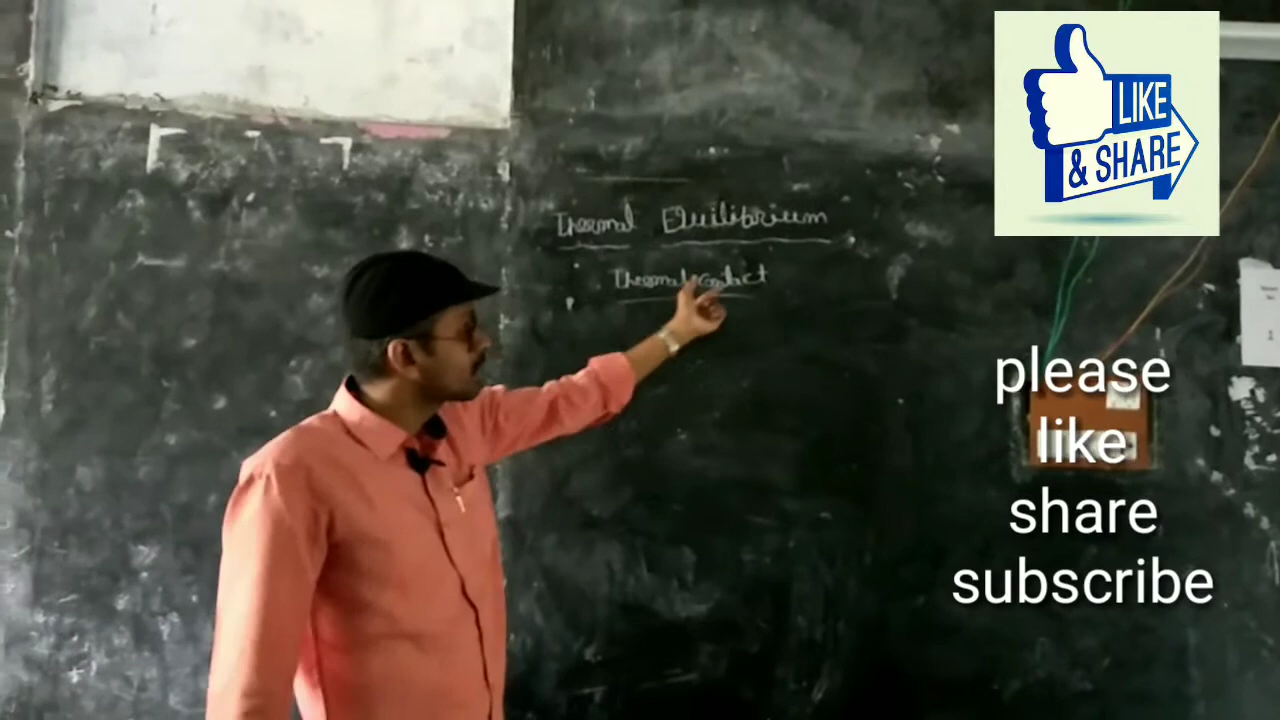 Thermal Equilibrium
Thermal contact
LIKE
& SHARE
please
like
share
subscribe